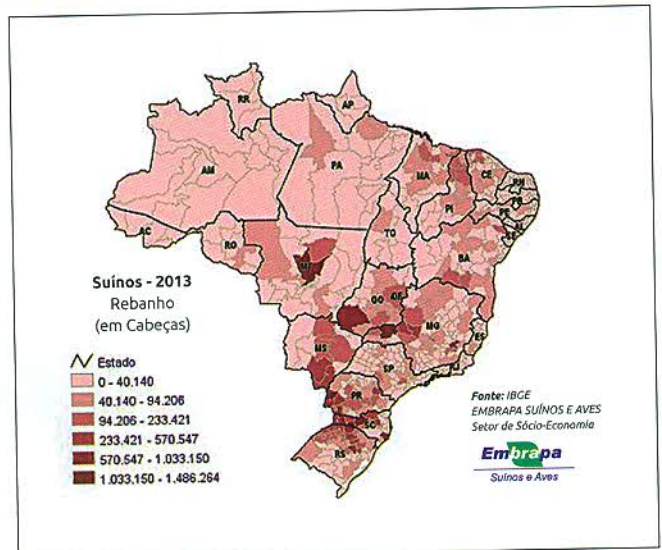 RR
AP
AM
PA
MA
CE
RN
PB
PE
AL
SE
PI
AC
RO
TO
BA
MT
GO
DF
MG
ES
MS
SP
RJ
PR
SC
RS
Suínos - 2013
Rebanho
(em Cabeças)
Estado
0 - 40.140
40.140 - 94.206
94.206 - 233.421
233.421 - 570.547
570.547 - 1.033.150
1.033.150 - 1.486.264
Fonte: IBGE
EMBRAPA SUÍNOS E AVES
Setor de Sócio-Economia
Embrapa
Suínos e Aves